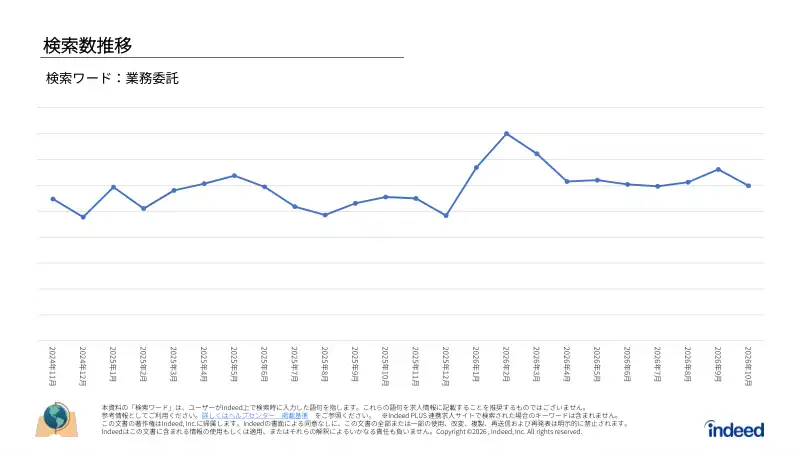 検索数推移
検索ワード：業務委託
2024年11月
2024年12月
2025年1月
2025年2月
2025年3月
2025年4月
2025年5月
2025年6月
2025年7月
2025年8月
2025年9月
2025年10月
2025年11月
2025年12月
2026年1月
2026年2月
2026年3月
2026年4月
2026年5月
2026年6月
2026年7月
2026年8月
2026年9月
2026年10月
本資料の「検索ワード」は、ユーザーがIndeed上で検索時に入力した語句を指します。これらの語句を求人情報に記載することを推奨するものではございません。
参考情報としてご利用ください。詳しくはヘルプセンター　掲載基準　をご参照ください。　※Indeed PLUS 連携求人サイトで検索された場合のキーワードは含まれません。
この文書の著作権はIndeed, Inc.に帰属します。Indeedの書面による同意なしに、この文書の全部または一部の使用、改変、複製、再送信および再発表は明示的に禁止されます。
Indeedはこの文書に含まれる情報の使用もしくは適用、またはそれらの解釈によるいかなる責任も負いません。Copyright ©2026 , Indeed, Inc. All rights reserved.
indeed